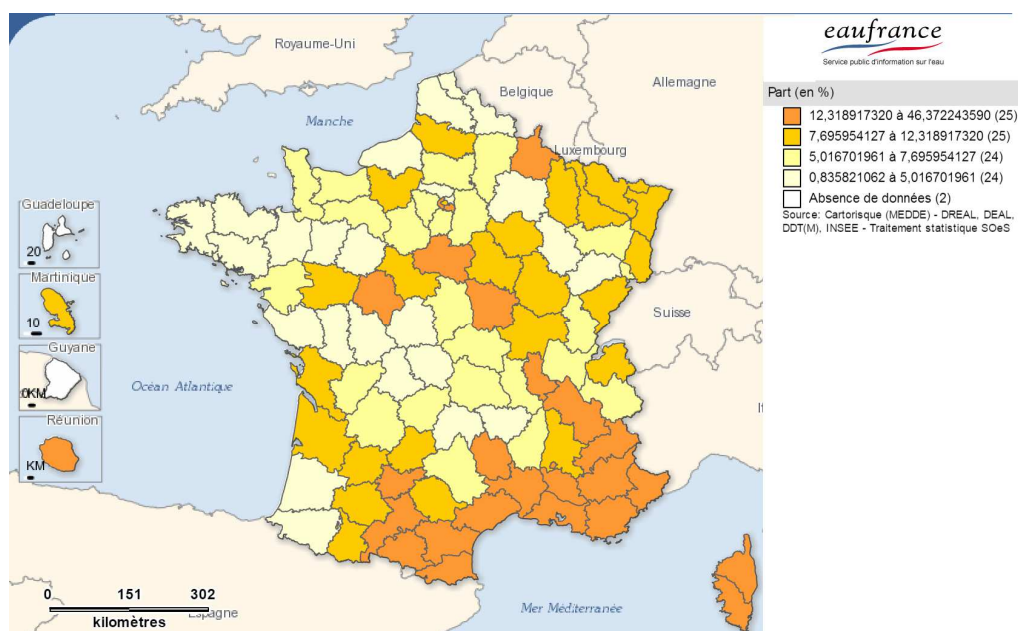 Royaume-Uni
Belgique
Allemagne
Manche
Luxembourg
Suisse
Océan Atlantique
Mer Méditerranée
Guadeloupe
20
Martinique
10
Guyane
0KM
Réunion
KM
0 151 302
kilomètres
eaufrance
Service public d'information sur l'eau
Part (en %)
12,318917320 à 46,372243590 (25)
7,695954127 à 12,318917320 (25)
5,016701961 à 7,695954127 (24)
0,835821062 à 5,016701961 (24)
Absence de données (2)
Source: Cartorisque (MEDDE) - DREAL, DEAL,
DDT(M), INSEE - Traitement statistique SOeS